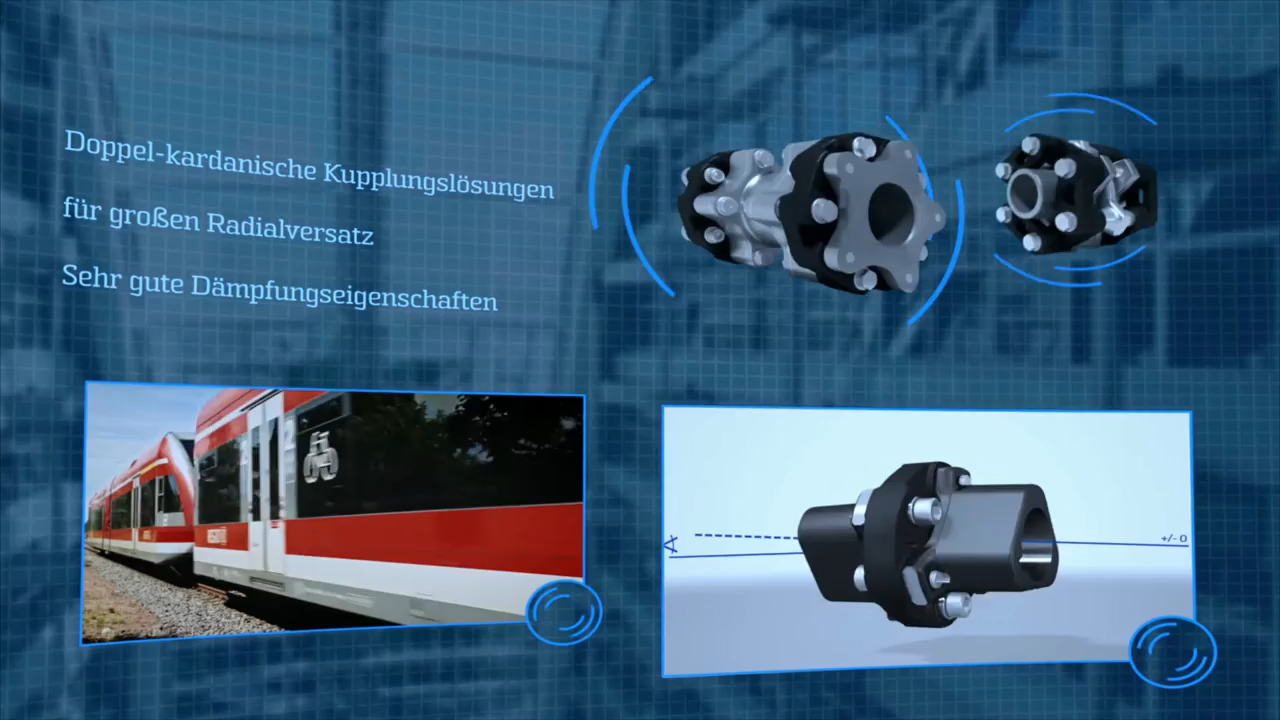 Doppel-kardanische Kupplungslösungen
für großen Radialversatz
Sehr gute Dämpfungseigenschaften
A
+/- 0